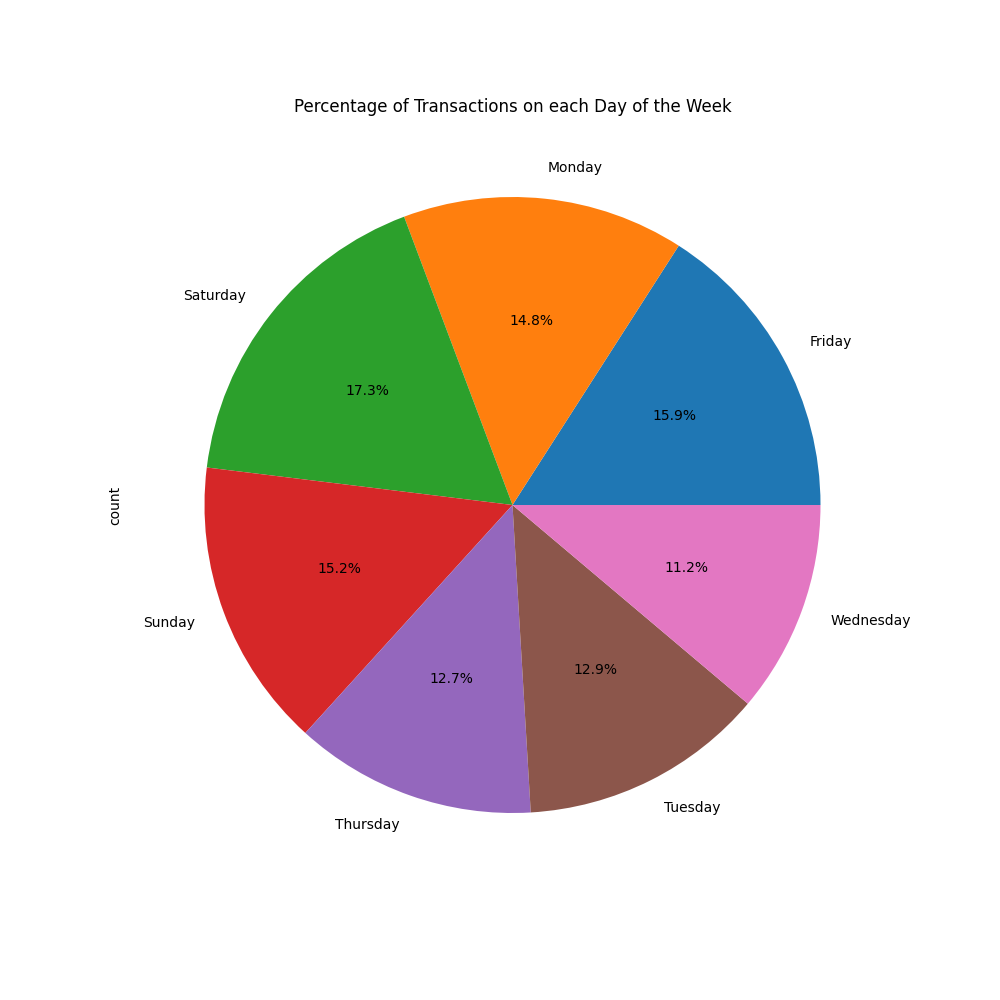 Percentage of Transactions on each Day of the Week
Monday
Saturday
14.8%
Friday
17.3%
15.9%
count
15.2%
11.2%
Sunday
Wednesday
12.7%
12.9%
Thursday
Tuesday